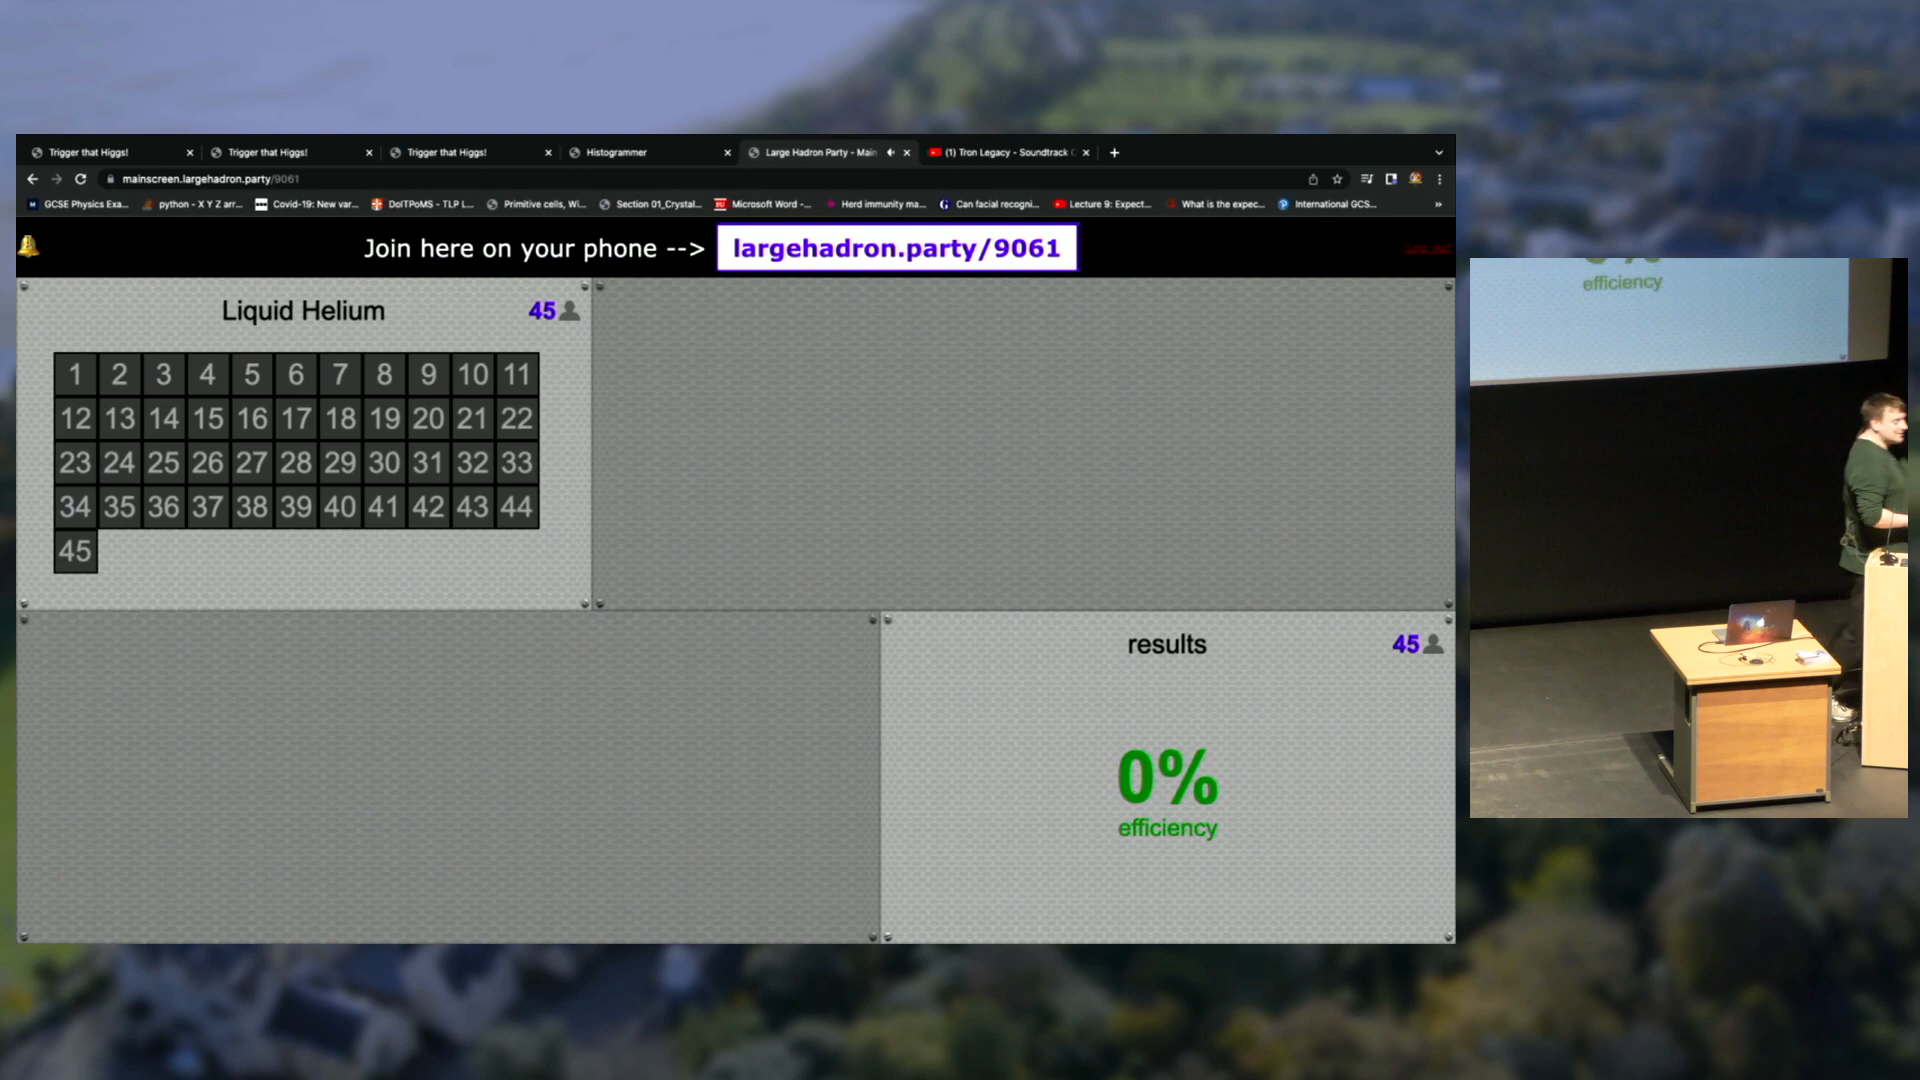 Trigger that Higgs!
Trigger that Higgs!
Trigger that Higgs!
Histogrammer
Large Hadron Party - Main
(1) Tron Legacy - Soundtrack
mainscreen.largehadron.party/9061
GCSE Physics Exa...
python - X Y Z arr...
Covid-19: New var...
DoITPoMS - TLP L...
Primitive cells, Wi...
Section 01_Crystal...
Microsoft Word -...
Herd immunity ma...
Can facial recogni...
Lecture 9: Expect...
What is the expec...
International GCS...
Join here on your phone --> largehadron.party/9061
Liquid Helium 45
1 2 3 4 5 6 7 8 9 10 11
12 13 14 15 16 17 18 19 20 21 22
23 24 25 26 27 28 29 30 31 32 33
34 35 36 37 38 39 40 41 42 43 44
45
results 45
0%
efficiency
efficiency